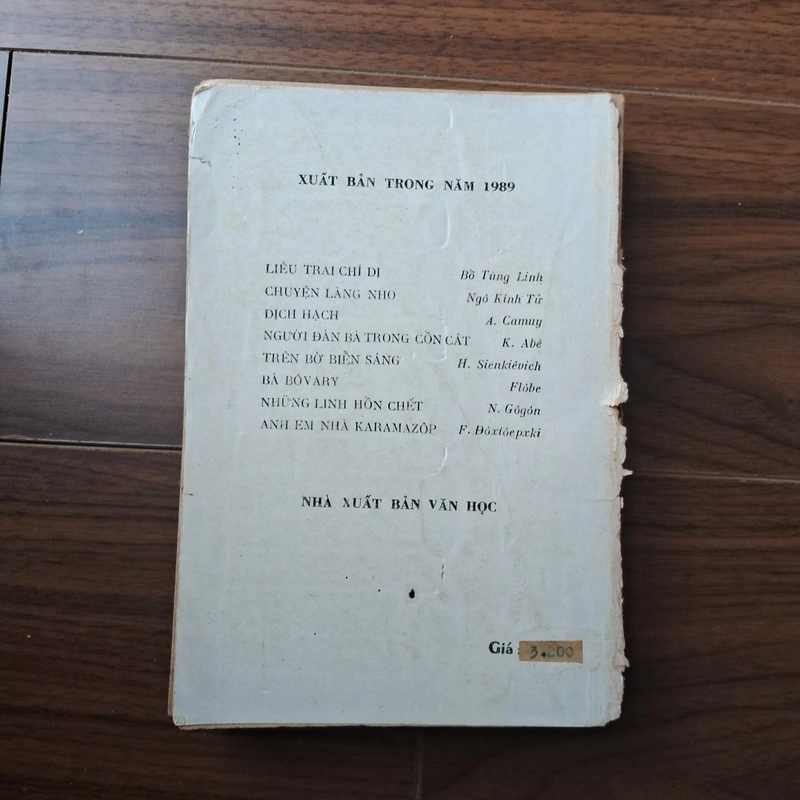 XUẤT BẢN TRONG NĂM 1989
LIÊU TRAI CHÍ DỊ Bồ Tùng Linh
CHUYỆN LÀNG NHO Ngô Kinh Tử
DỊCH HẠCH A. Camuy
NGƯỜI ĐÀN BÀ TRONG CỒN CÁT K. Abê
TRÊN BỜ BIỂN SÁNG H. Sienkiêvich
BÀ BÔVARY Flôbe
NHỮNG LINH HỒN CHẾT N. Gôgôn
ANH EM NHÀ KARAMAZÔP F. Đôxtôepxki
NHÀ XUẤT BẢN VĂN HỌC
Giá : 3.200